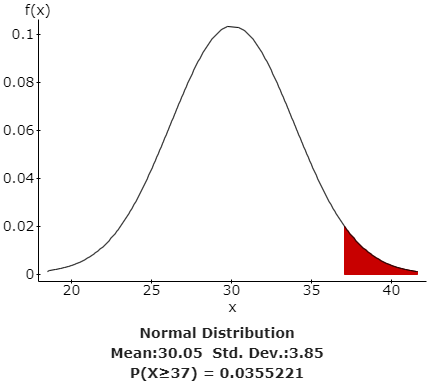 f(x)
0.1
0.08
0.06
0.04
0.02
0
20 25 30 35 40
x
Normal Distribution
Mean:30.05 Std. Dev.:3.85
P(X≥37) = 0.0355221